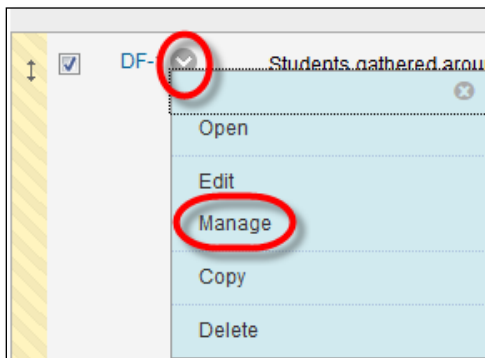 DF- Students gathered arou
Open
Edit
Manage
Copy
Delete